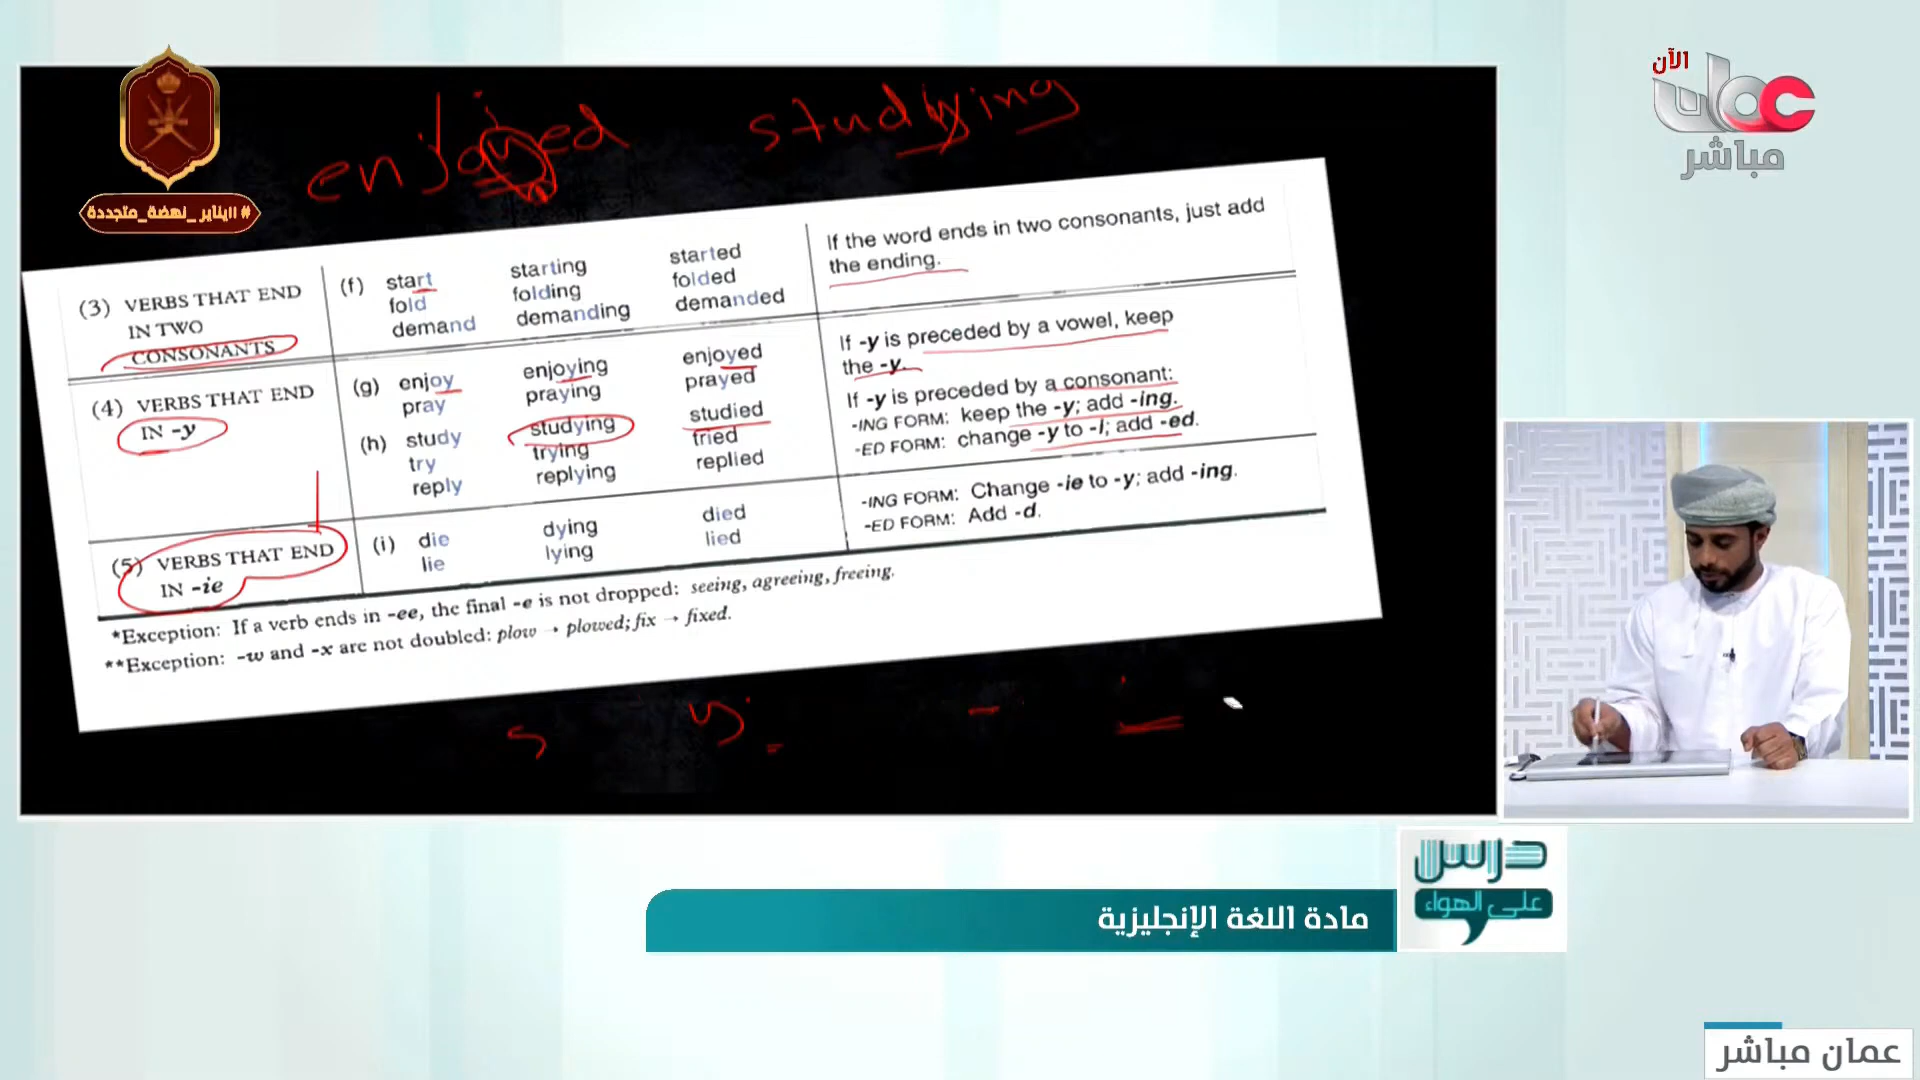 الآن
عمان
مباشر
# ١١يناير _نهضة_متجددة
enjoyed studying
(3) VERBS THAT END
IN TWO
CONSONANTS
(f) start starting started
fold folding folded
demand demanding demanded
If the word ends in two consonants, just add
the ending.
(4) VERBS THAT END
IN -y
(g) enjoy enjoying enjoyed
pray praying prayed
(h) study studying studied
try trying tried
reply replying replied
If -y is preceded by a vowel, keep
the -y.
If -y is preceded by a consonant:
-ING FORM: keep the -y; add -ing.
-ED FORM: change -y to -i; add -ed.
(5) VERBS THAT END
IN -ie
(i) die dying died
lie lying lied
-ING FORM: Change -ie to -y; add -ing.
-ED FORM: Add -d.
*Exception: If a verb ends in -ee, the final -e is not dropped: seeing, agreeing, freeing.
**Exception: -w and -x are not doubled: plow → plowed; fix → fixed.
درس
على الهواء
مادة اللغة الإنجليزية
عمان مباشر